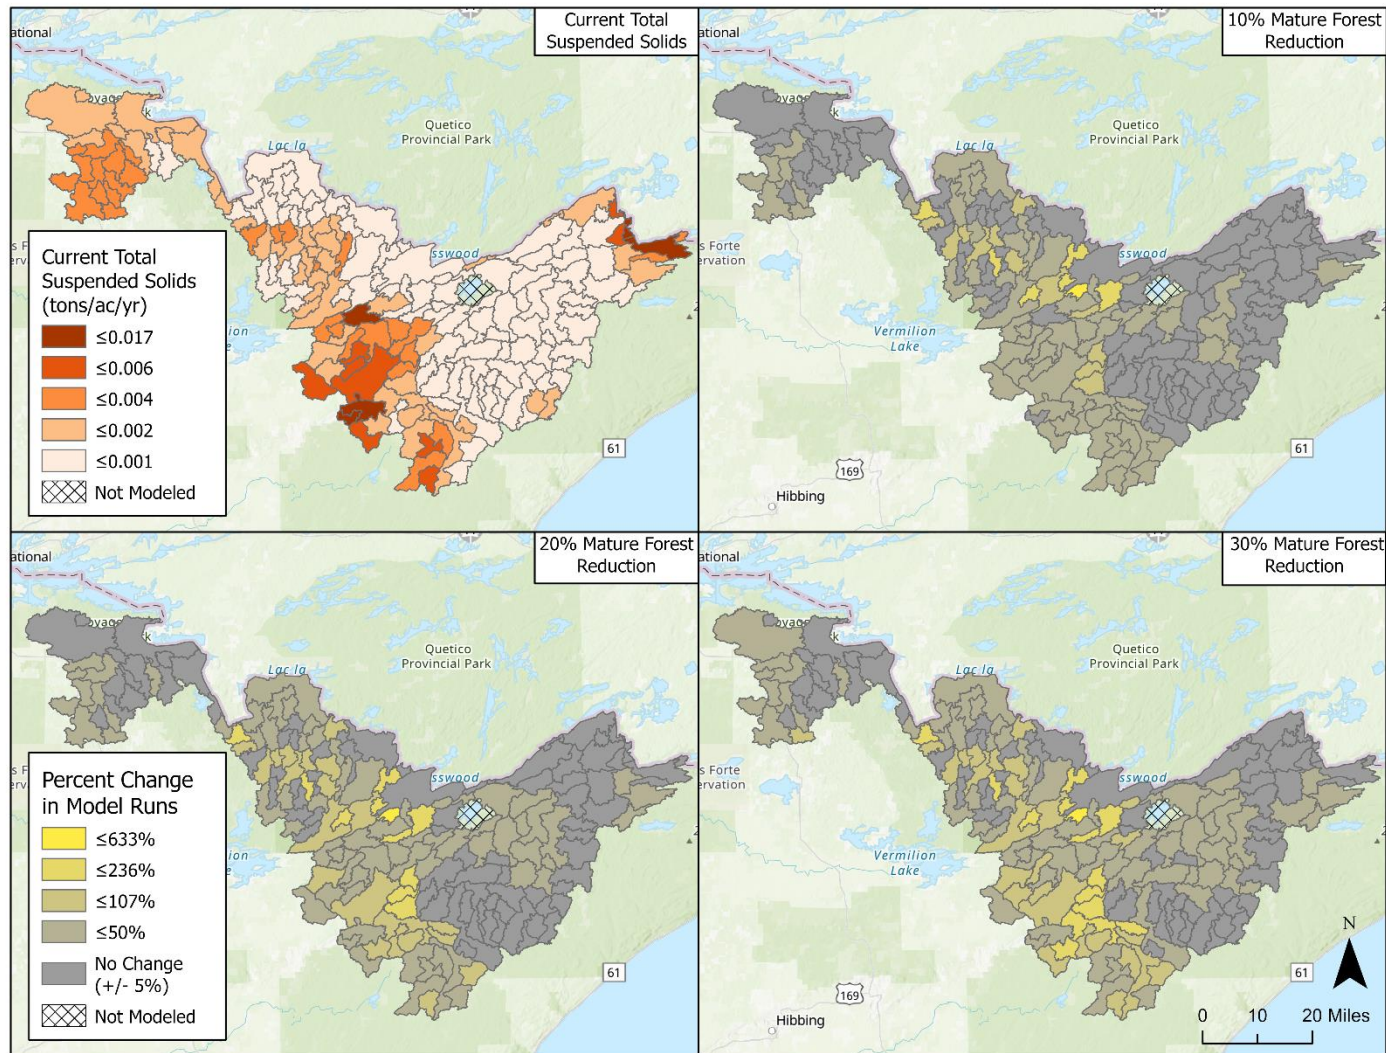 ational
Current Total
Suspended Solids
10% Mature Forest
Reduction
Quetico
Provincial Park
Lac la
sswood
Current Total
Suspended Solids
(tons/ac/yr)
≤0.017
≤0.006
≤0.004
≤0.002
≤0.001
Not Modeled
61
Quetico
Provincial Park
Lac la
s Forte
ervation
sswood
Vermilion
Lake
169
Hibbing
61
ational
20% Mature Forest
Reduction
30% Mature Forest
Reduction
Quetico
Provincial Park
Lac la
sswood
Percent Change
in Model Runs
≤633%
≤236%
≤107%
≤50%
No Change
(+/- 5%)
Not Modeled
61
ational
Quetico
Provincial Park
Lac la
s Forte
ervation
sswood
Vermilion
Lake
169
Hibbing
61
N
0 10 20 Miles